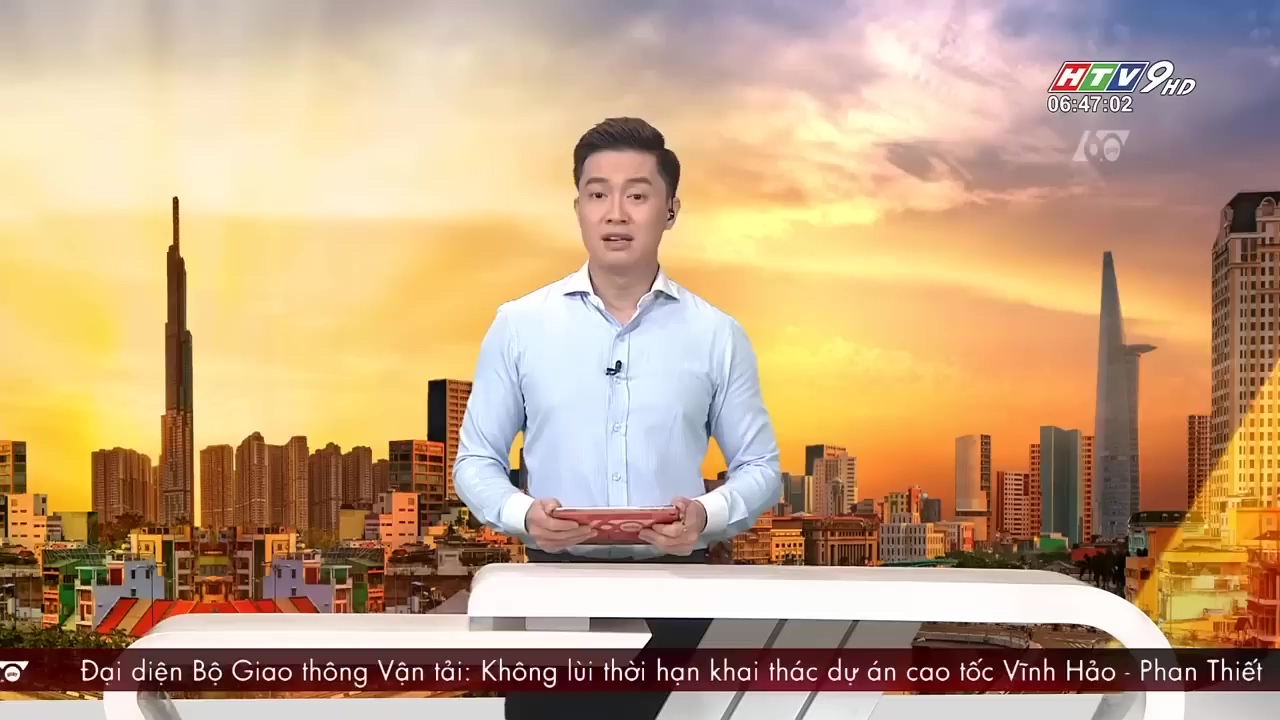 HTV9HD
06:47:02
60
Đại diện Bộ Giao thông Vận tải: Không lùi thời hạn khai thác dự án cao tốc Vĩnh Hảo - Phan Thiết